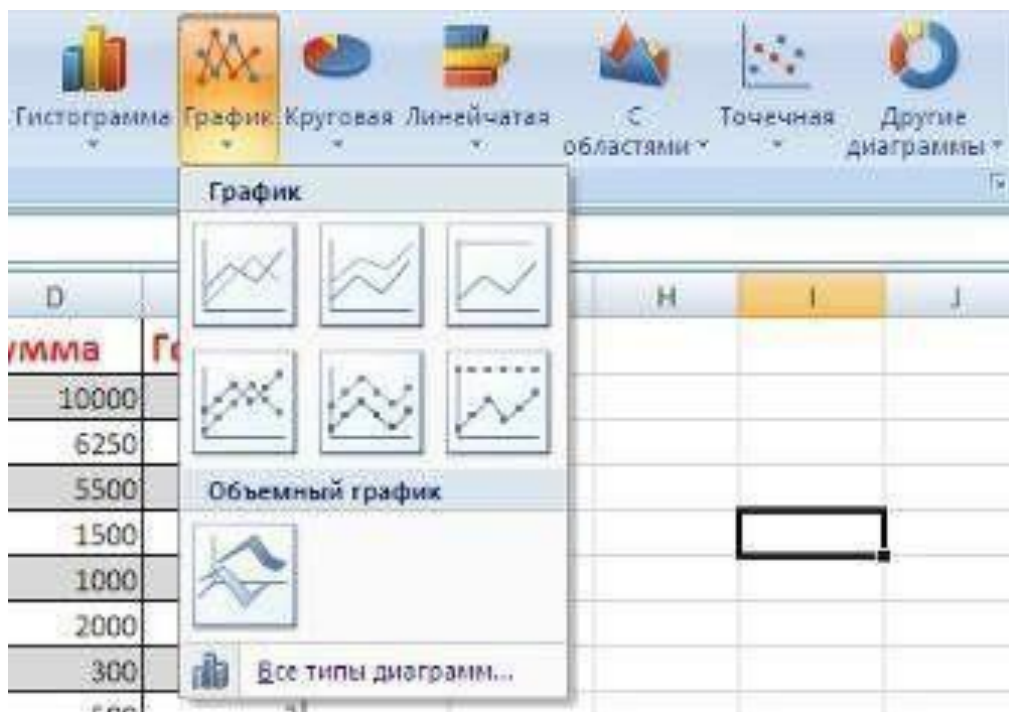 Гистограмма График Круговая Линейчатая С областями Точечная Другие диаграммы
График
D H I J
умма Го
10000
6250
5500
Объемный график
1500
1000
2000
300
Все типы диаграмм...